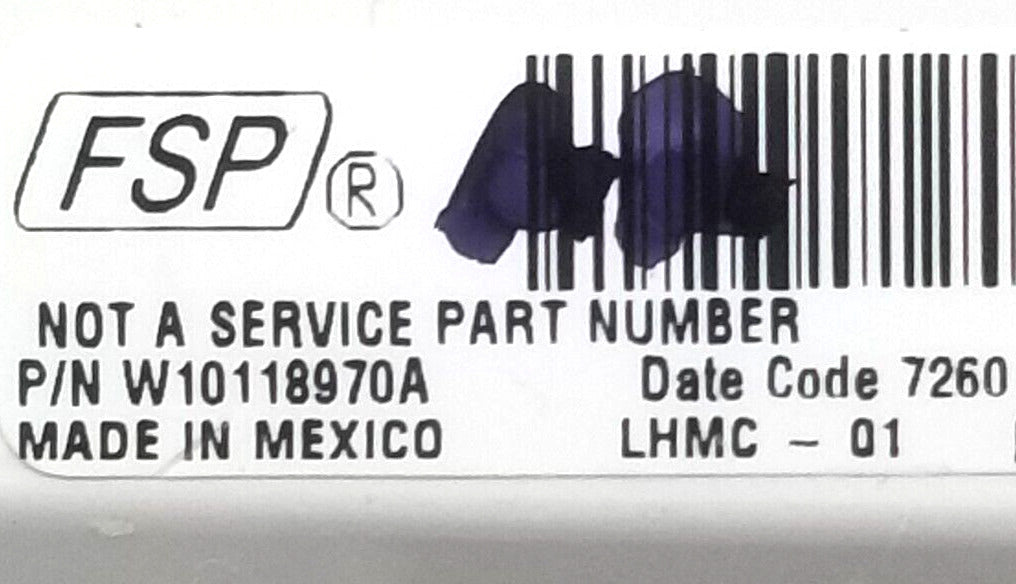 FSP ®
NOT A SERVICE PART NUMBER
P/N W10118970A
Date Code 7260
MADE IN MEXICO
LHMC - 01